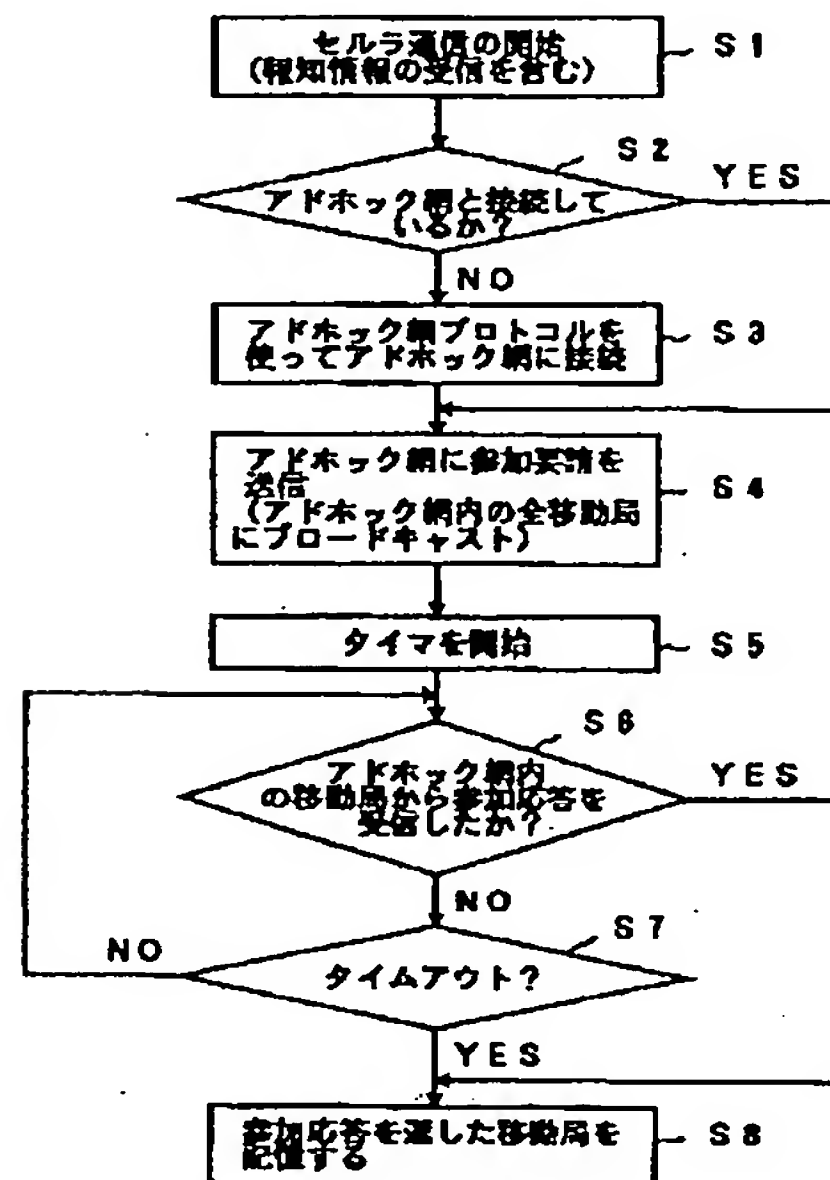 セルラ通信の開始
(報知情報の受信を含む)
S1
S2
アドホック網と接続して
いるか?
YES
NO
アドホック網プロトコルを
使ってアドホック網に接続
S3
アドホック網に参加要請を
送信
(アドホック網内の全移動局
にブロードキャスト)
S4
タイマを開始
S5
S6
アドホック網内
の移動局から参加応答を
受信したか?
YES
NO
S7
タイムアウト?
NO
YES
参加応答を返した移動局を
記憶する
S8